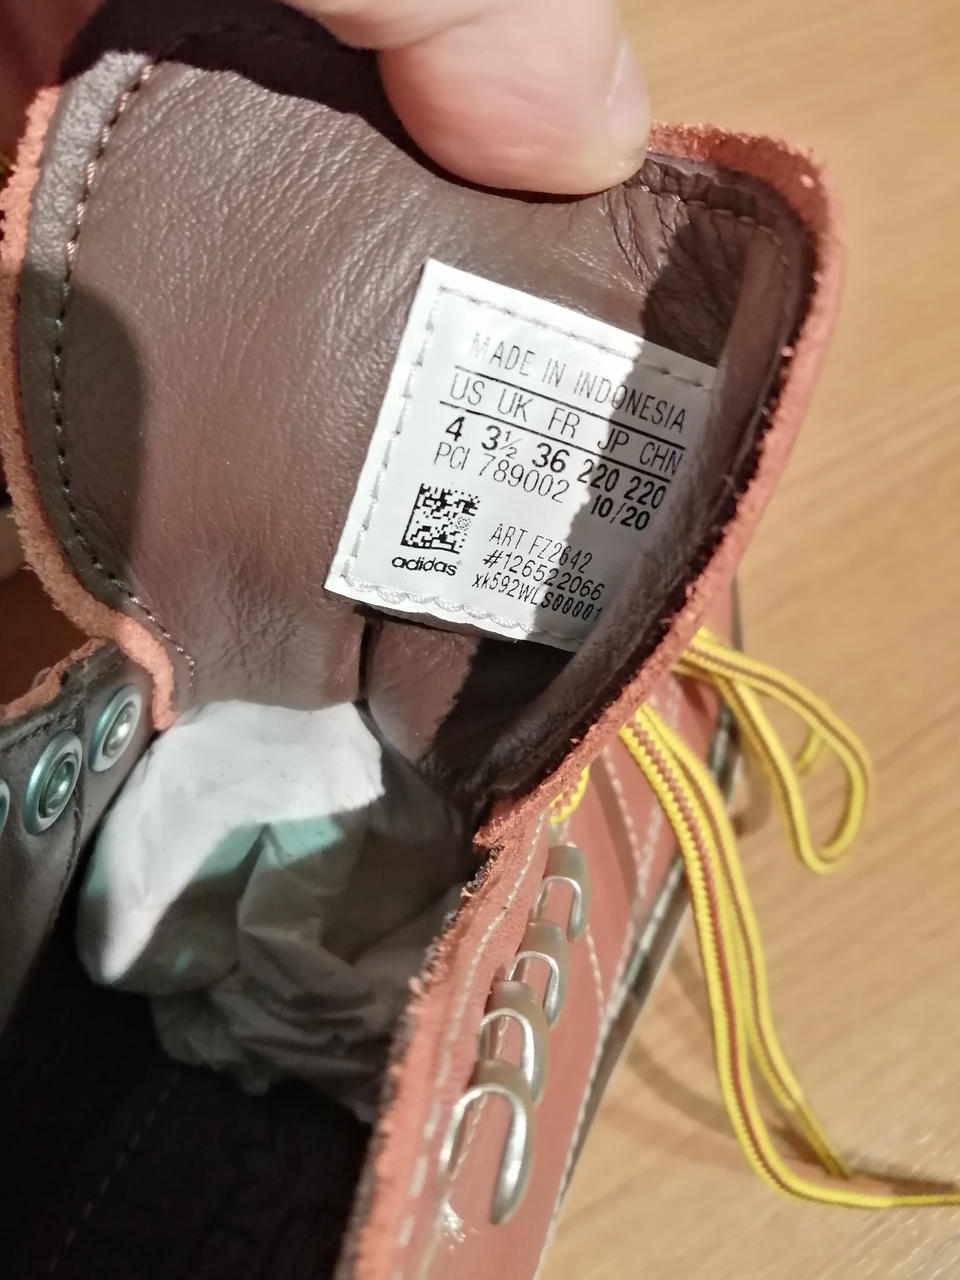 MADE IN INDONESIA
US UK FR JP CHN
4 3½ 36 220 220
PCI 789002 10/20
ART FZ2642
#126522066
xk592WLS00001
adidas